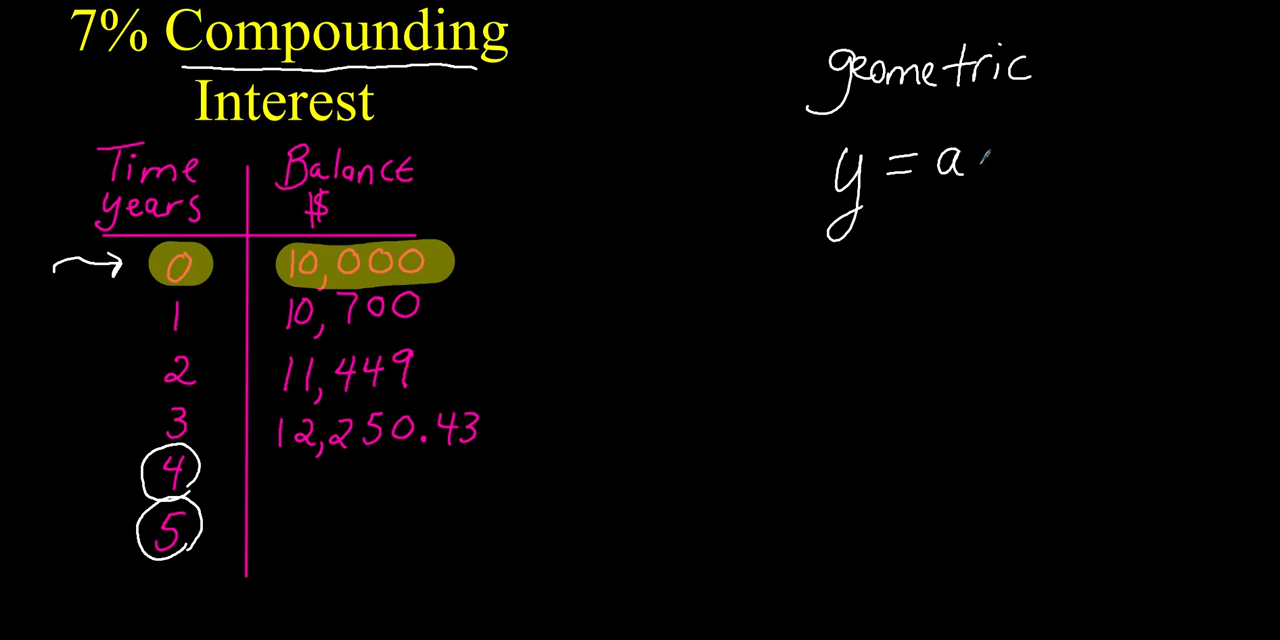 7% Compounding
Interest
geometric
y = a
Time years Balance $
0 10,000
1 10,700
2 11,449
3 12,250.43
4
5